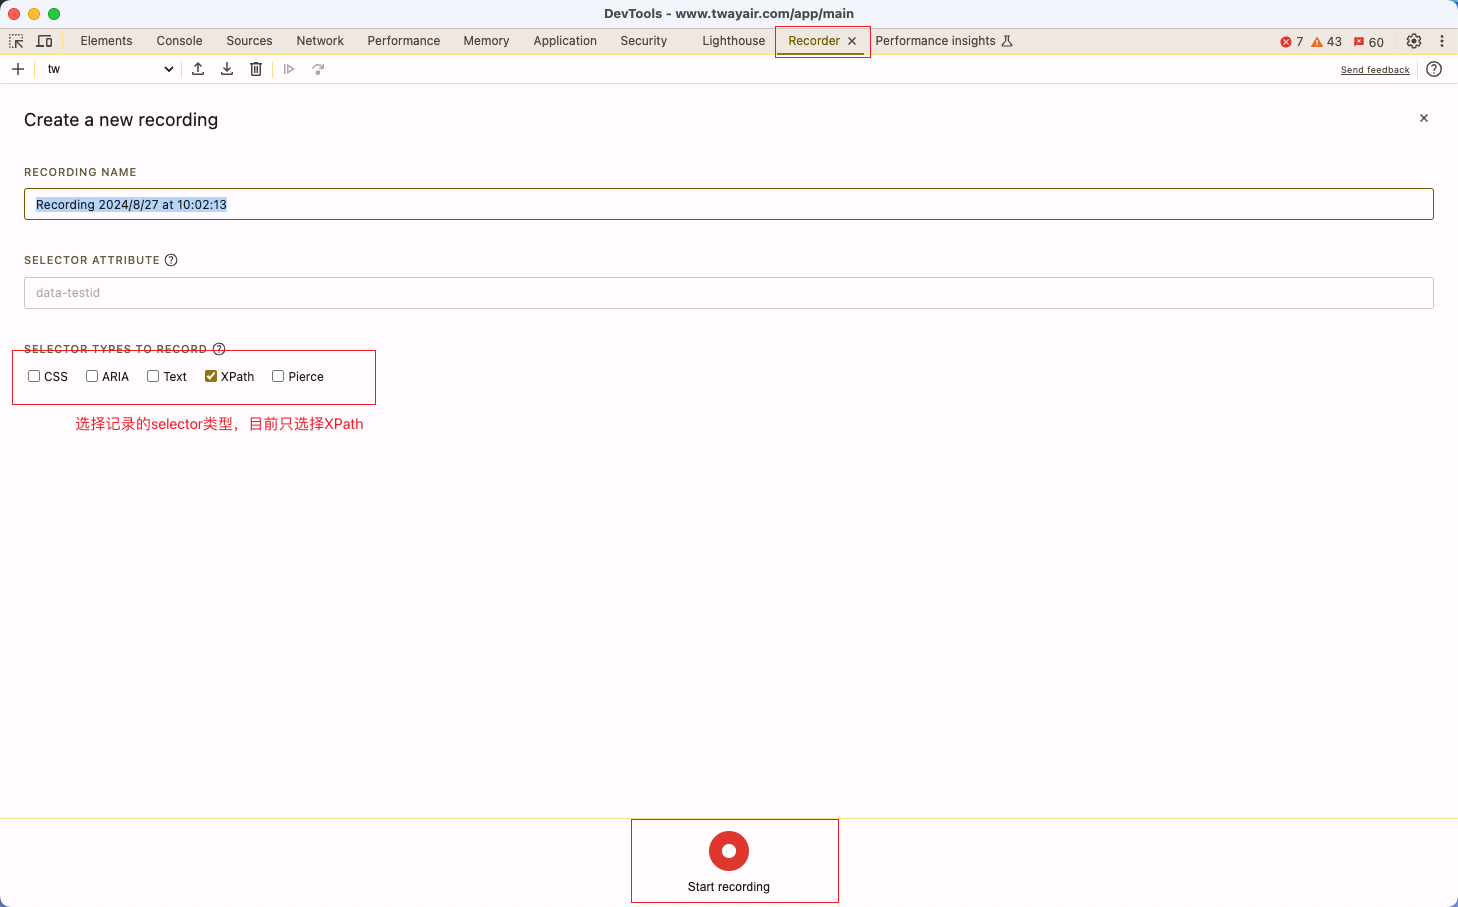 DevTools - www.twayair.com/app/main
Elements Console Sources Network Performance Memory Application Security Lighthouse Recorder Performance insights 7 43 60
tw Send feedback
Create a new recording
RECORDING NAME
Recording 2024/8/27 at 10:02:13
SELECTOR ATTRIBUTE
data-testid
SELECTOR TYPES TO RECORD
CSS ARIA Text XPath Pierce
选择记录的selector类型，目前只选择XPath
Start recording